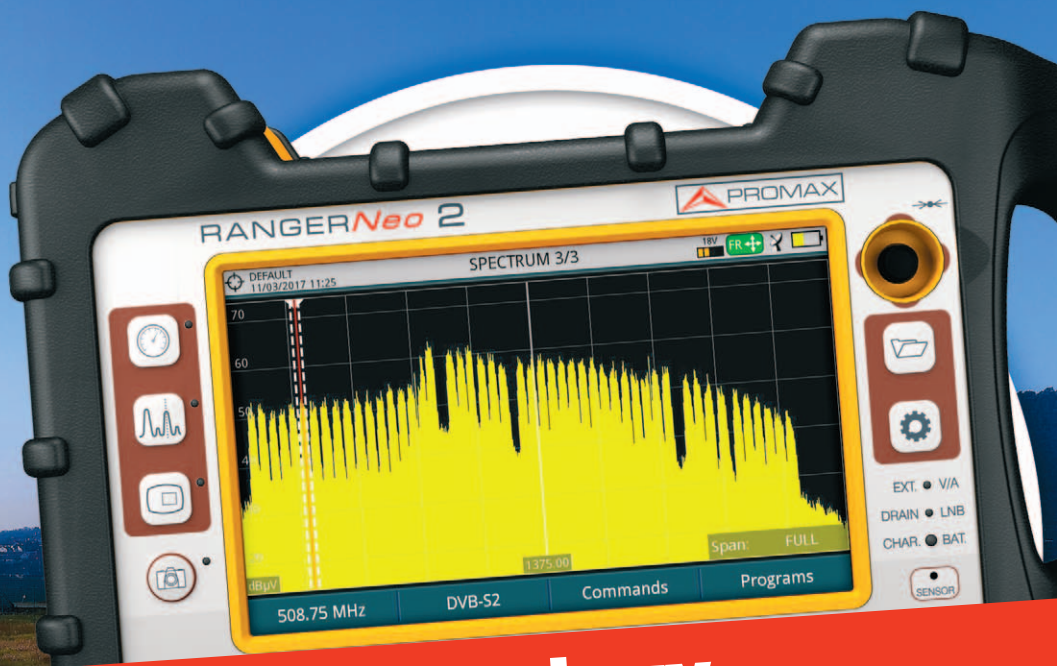 PROMAX
RANGERNeo 2
DEFAULT
11/03/2017 11:25
SPECTRUM 3/3
18V
FR
70
60
dBµV
1375.00
Span: FULL
508.75 MHz
DVB-S2
Commands
Programs
EXT. V/A
DRAIN LNB
CHAR. BAT.
SENSOR